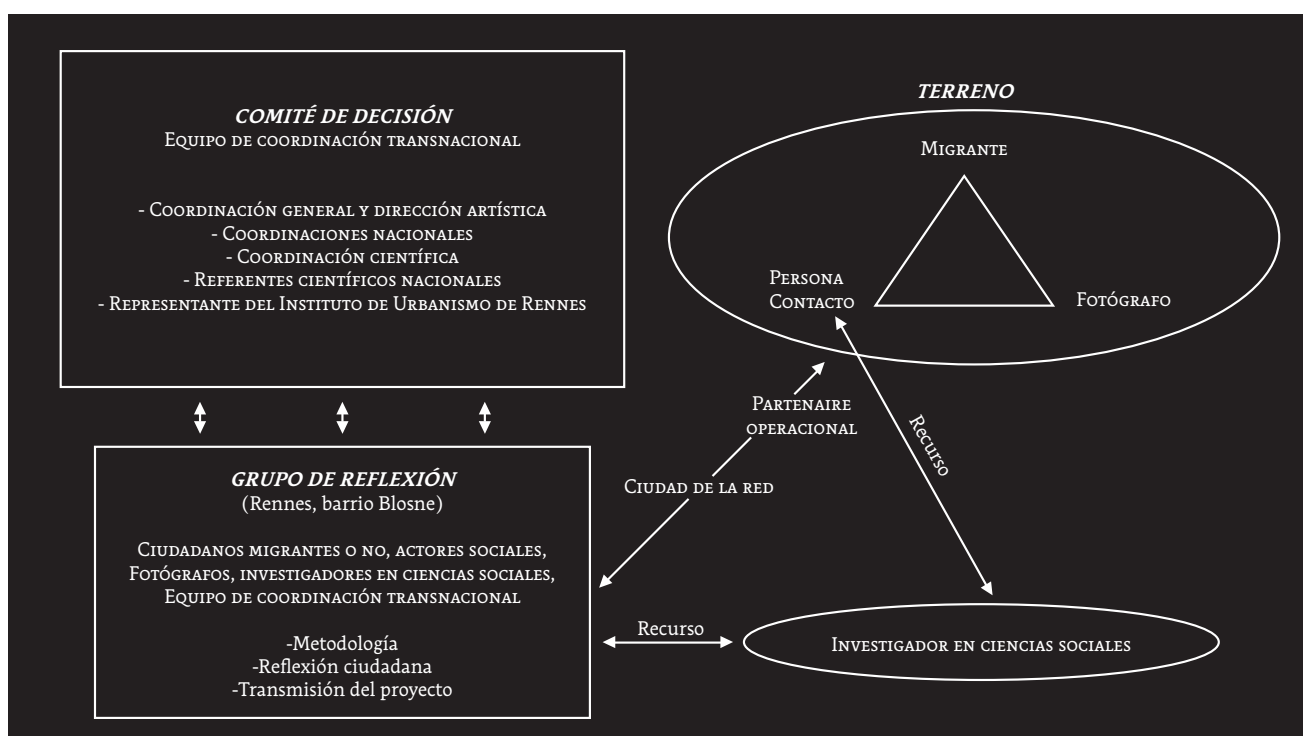 COMITÉ DE DECISIÓN
Equipo de coordinación transnacional
- Coordinación general y dirección artística
- Coordinaciones nacionales
- Coordinación científica
- Referentes científicos nacionales
- Representante del Instituto de Urbanismo de Rennes
GRUPO DE REFLEXIÓN
(Rennes, barrio Blosne)
Ciudadanos migrantes o no, actores sociales,
Fotógrafos, investigadores en ciencias sociales,
Equipo de coordinación transnacional
-Metodología
-Reflexión ciudadana
-Transmisión del proyecto
TERRENO
Migrante
Persona
Contacto
Fotógrafo
Partenaire
operacional
Ciudad de la red
Recurso
Recurso
Investigador en ciencias sociales